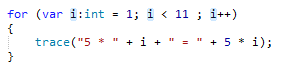 for (var i:int = 1; i < 11 ; i++)
{
trace("5 * " + i + " = " + 5 * i);
}